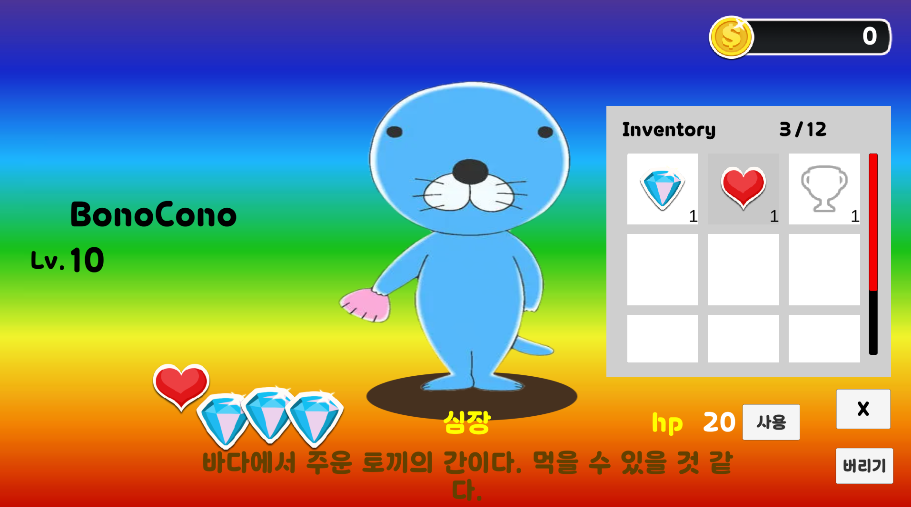 0
Inventory 3/12
1 1 1
BonoCono
Lv.10
심장
hp 20 사용
X
바다에서 주운 토끼의 간이다. 먹을 수 있을 것 같
다.
버리기